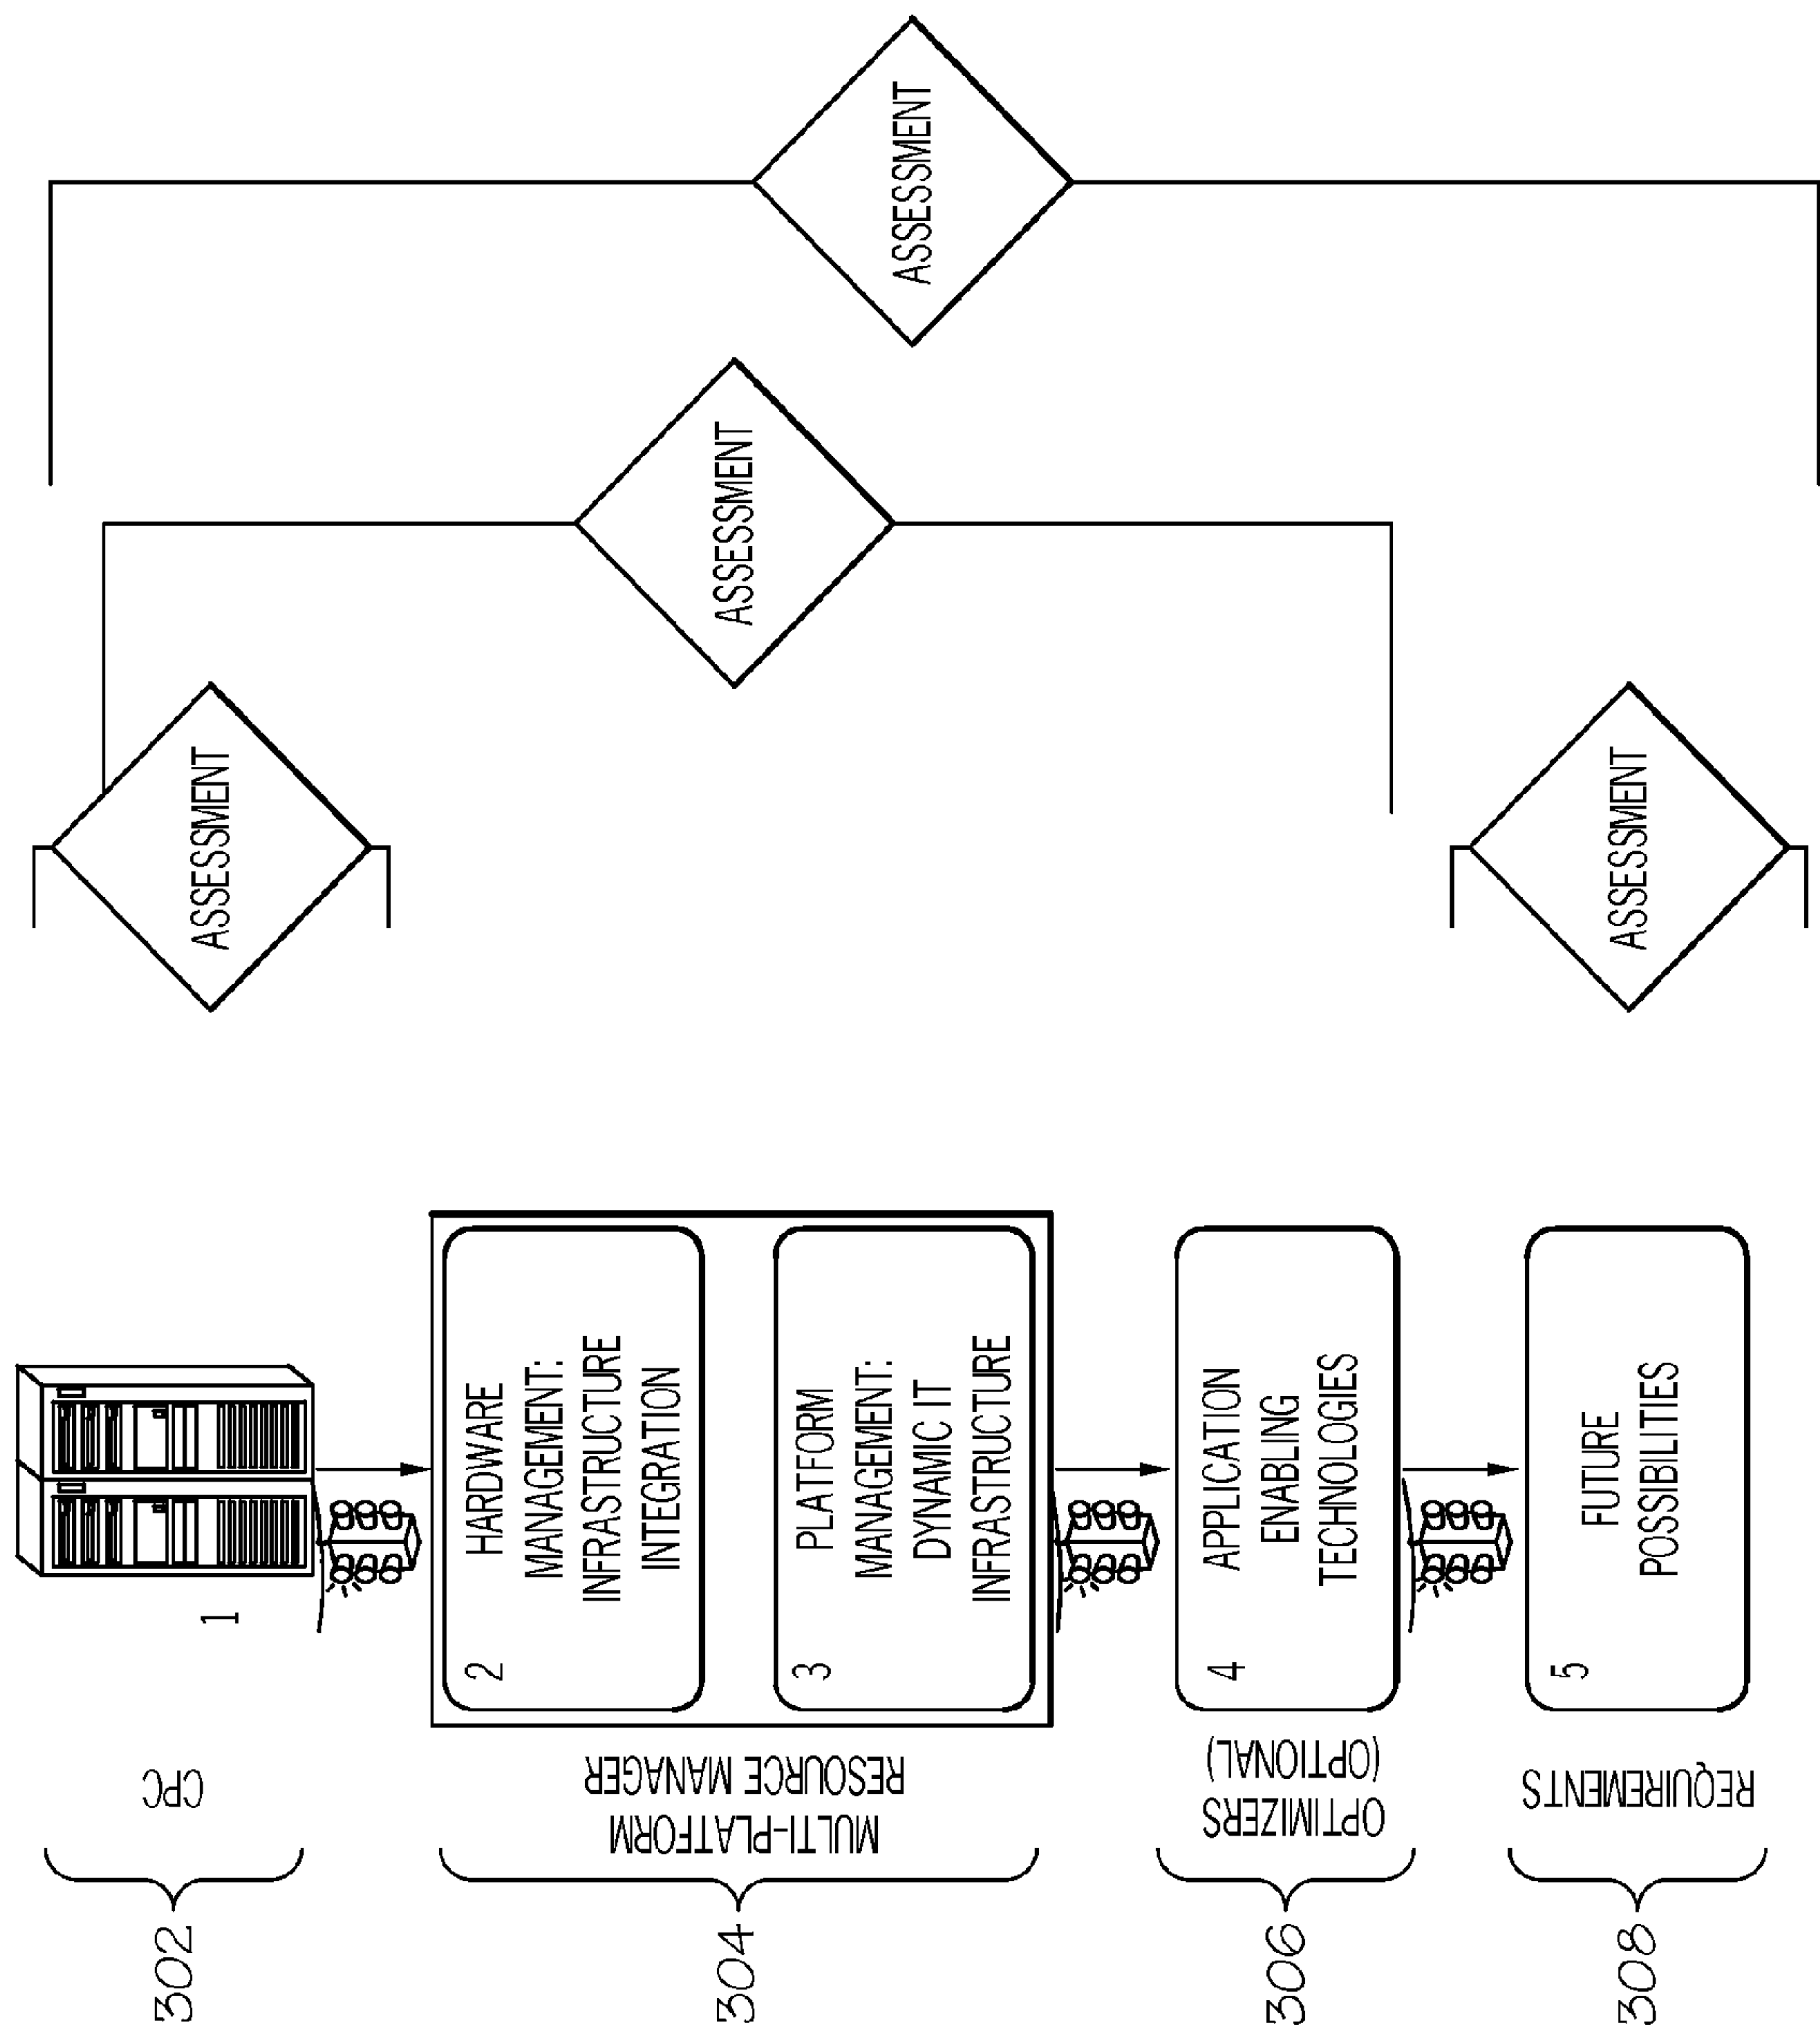 302
CPC
1
304
MULTI-PLATFORM
RESOURCE MANAGER
2
HARDWARE
MANAGEMENT:
INFRASTRUCTURE
INTEGRATION
3
PLATFORM
MANAGEMENT:
DYNAMIC IT
INFRASTRUCTURE
306
OPTIMIZERS
(OPTIONAL)
4
APPLICATION
ENABLING
TECHNOLOGIES
308
REQUIREMENTS
5
FUTURE
POSSIBILITIES
ASSESSMENT
ASSESSMENT
ASSESSMENT
ASSESSMENT